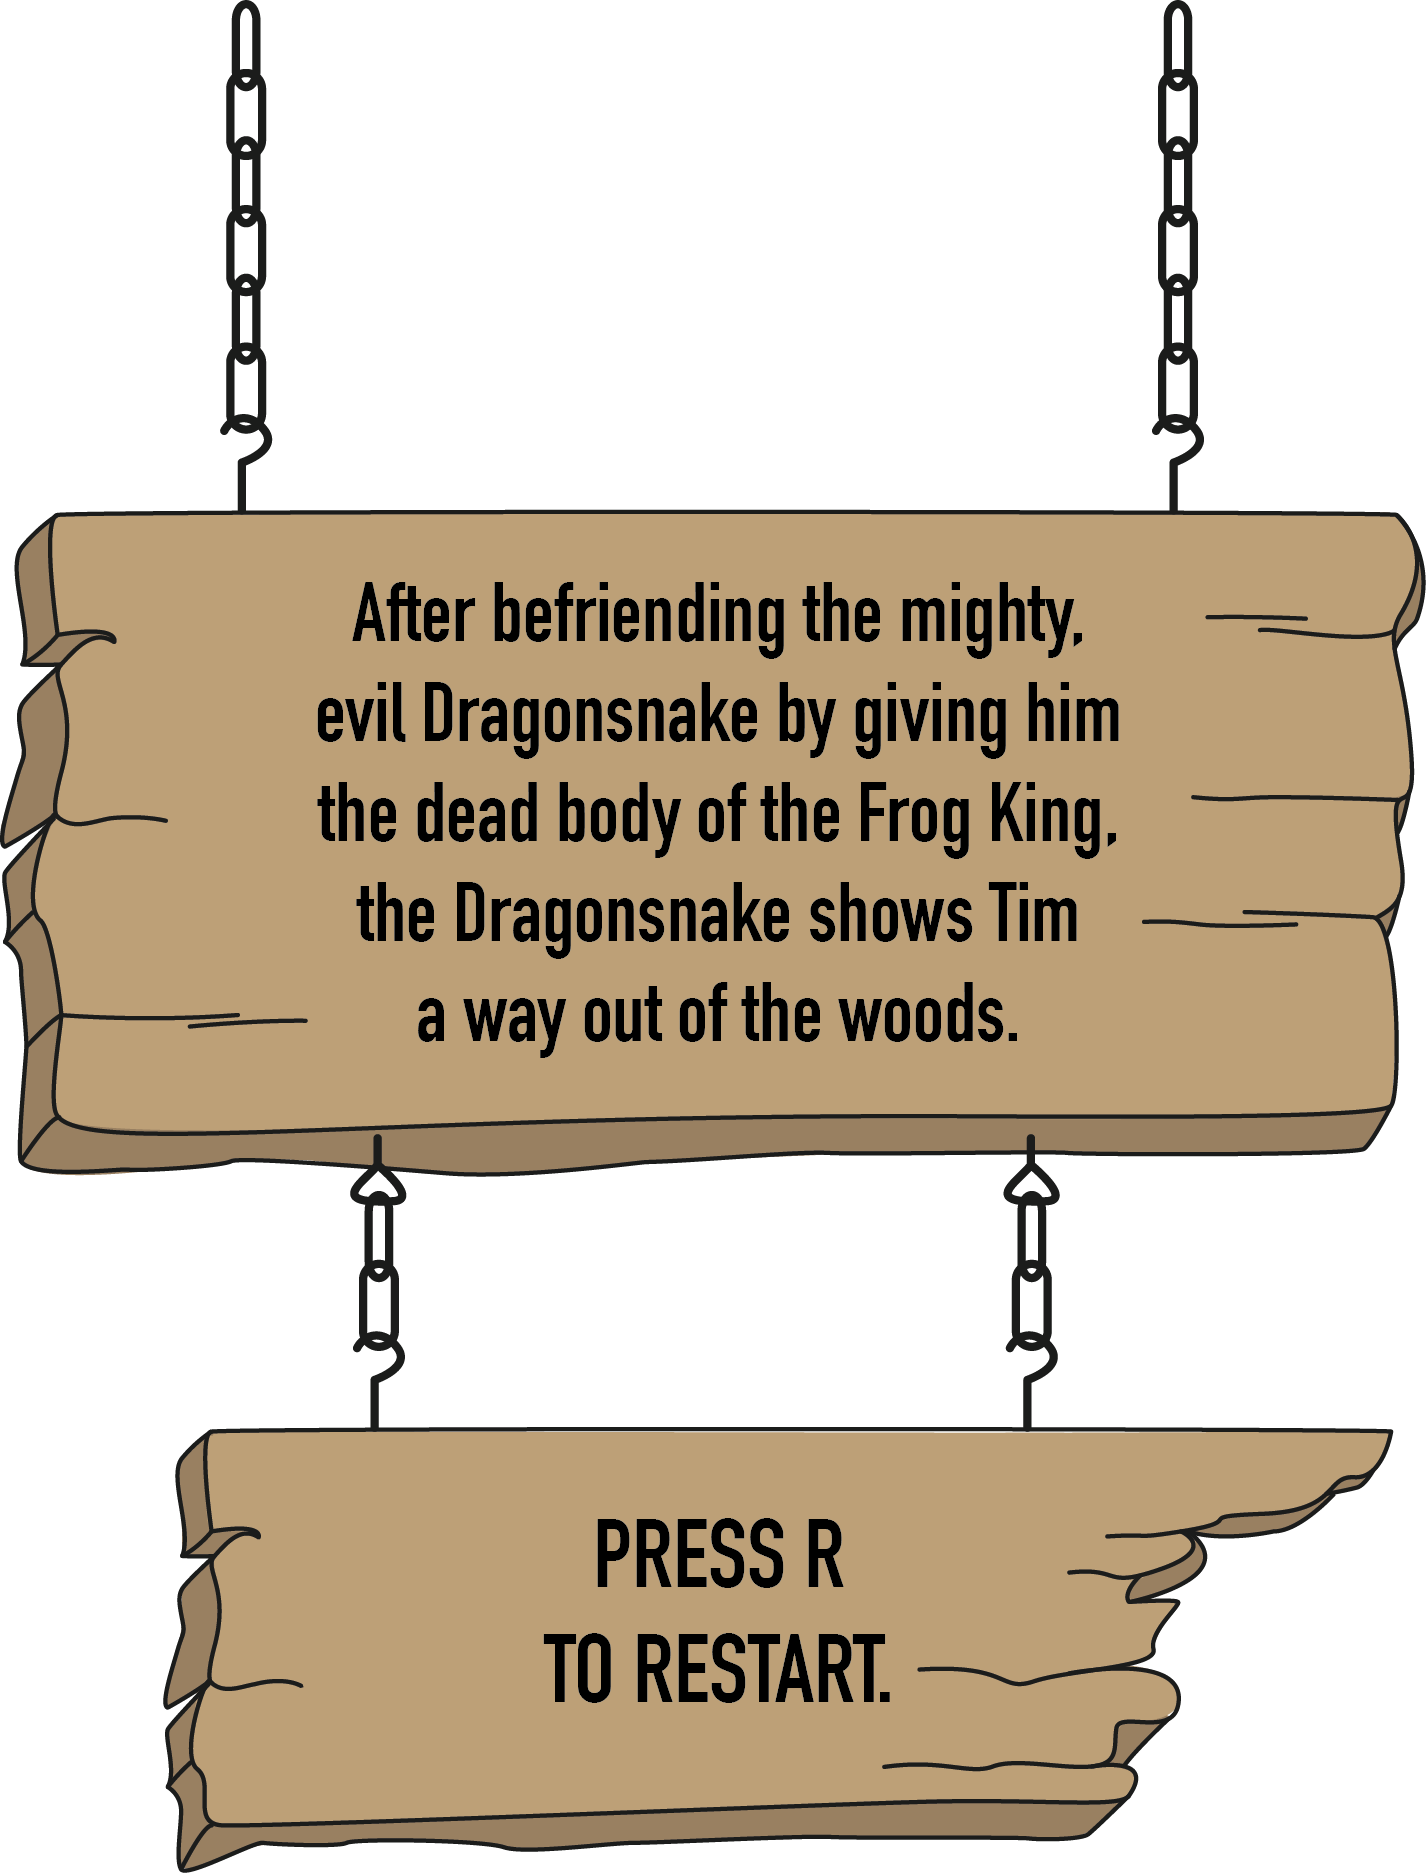 After befriending the mighty,
evil Dragonsnake by giving him
the dead body of the Frog King,
the Dragonsnake shows Tim
a way out of the woods.
PRESS R
TO RESTART.